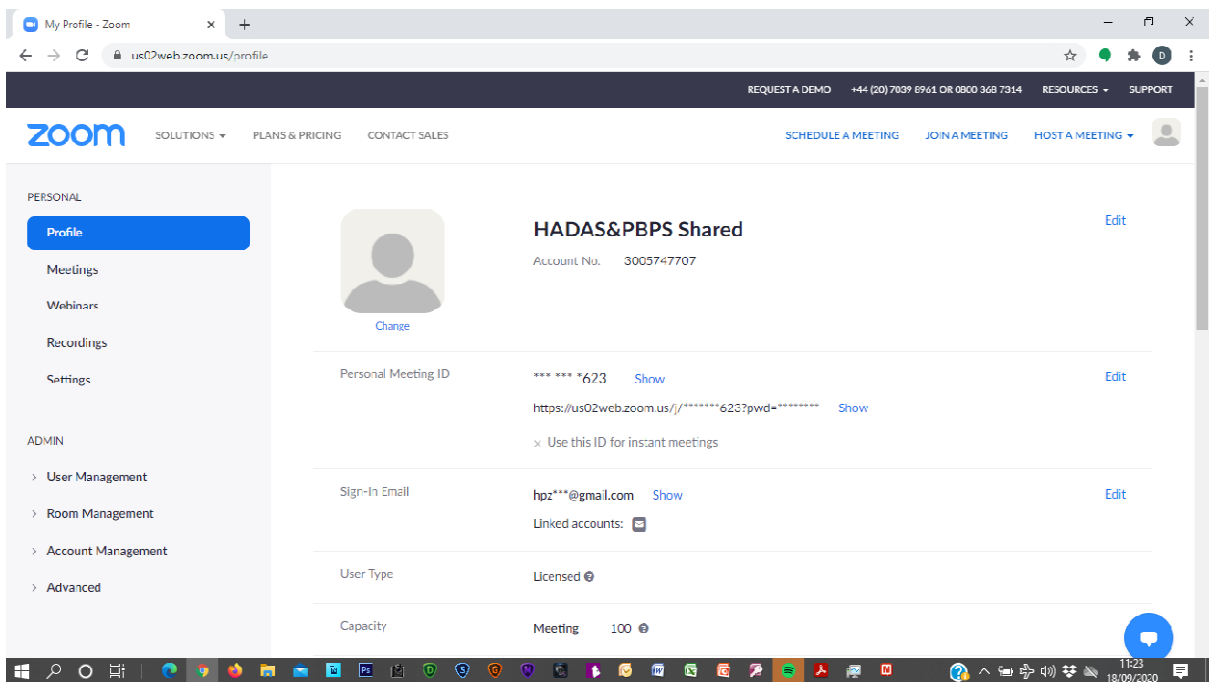 My Profile - Zoom
us02web.zoom.us/profile
D
REQUEST A DEMO +44 (20) 7039 8961 OR 0800 368 7314 RESOURCES SUPPORT
zoom SOLUTIONS PLANS & PRICING CONTACT SALES SCHEDULE A MEETING JOIN A MEETING HOST A MEETING
PERSONAL
Profile
Meetings
Webinars
Recordings
Settings
ADMIN
User Management
Room Management
Account Management
Advanced
HADAS&PBPS Shared Edit
Account No. 3005747707
Change
Personal Meeting ID *** *** *623 Show Edit
https://us02web.zoom.us/j/*******623?pwd=******** Show
× Use this ID for instant meetings
Sign-In Email hpz***@gmail.com Show Edit
Linked accounts:
User Type Licensed
Capacity Meeting 100
11:23
18/09/2020